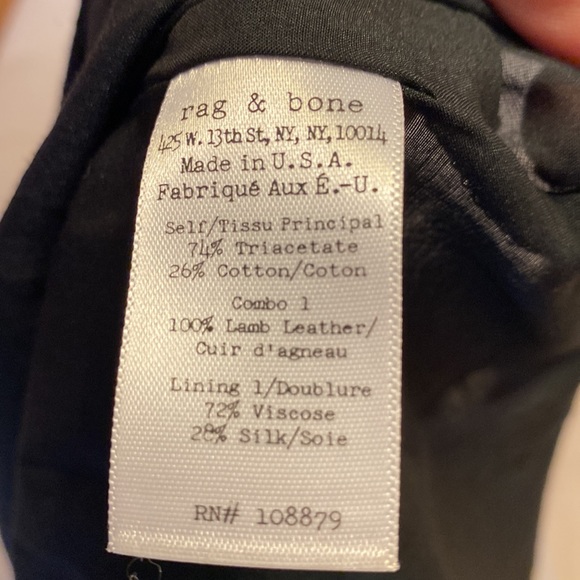 rag & bone
425 W. 13th St, NY, NY, 10014
Made in U.S.A.
Fabriqué Aux É.-U.
Self/Tissu Principal
74% Triacetate
26% Cotton/Coton
Combo 1
100% Lamb Leather/
Cuir d'agneau
Lining 1/Doublure
72% Viscose
28% Silk/Soie
RN# 108879